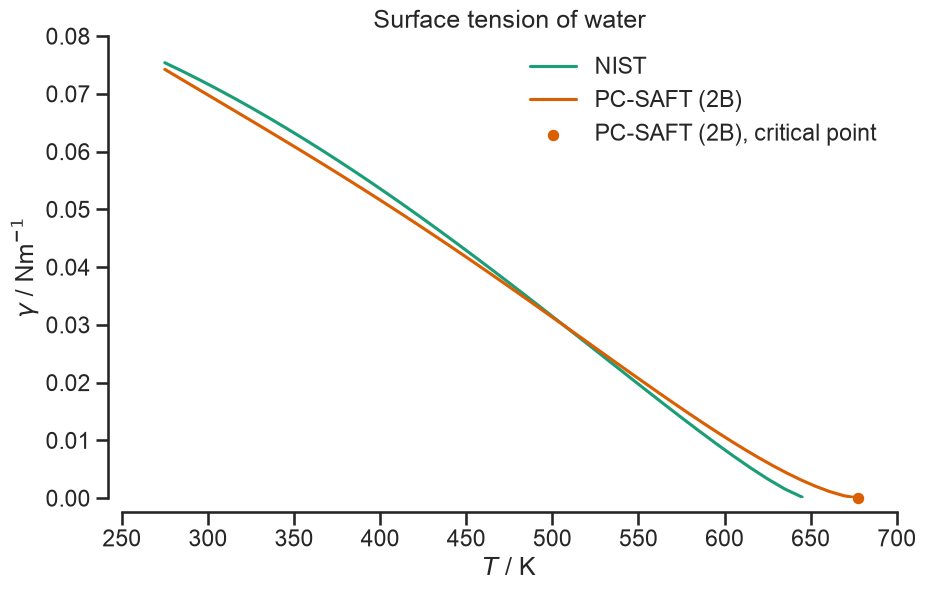 Surface tension of water
NIST
PC-SAFT (2B)
PC-SAFT (2B), critical point
γ / Nm⁻¹
0.08
0.07
0.06
0.05
0.04
0.03
0.02
0.01
0.00
250 300 350 400 450 500 550 600 650 700
T / K